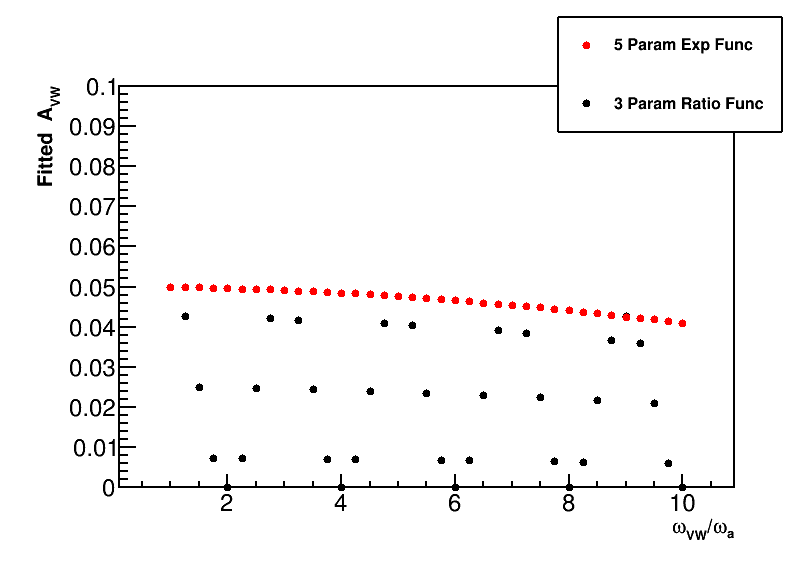 5 Param Exp Func
3 Param Ratio Func
Fitted A_VW
0.1
0.09
0.08
0.07
0.06
0.05
0.04
0.03
0.02
0.01
0
2 4 6 8 10
ω_VW/ω_a